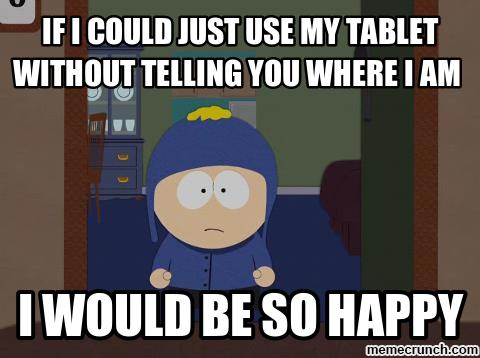 IF I COULD JUST USE MY TABLET
WITHOUT TELLING YOU WHERE I AM
I WOULD BE SO HAPPY
memecrunch.com